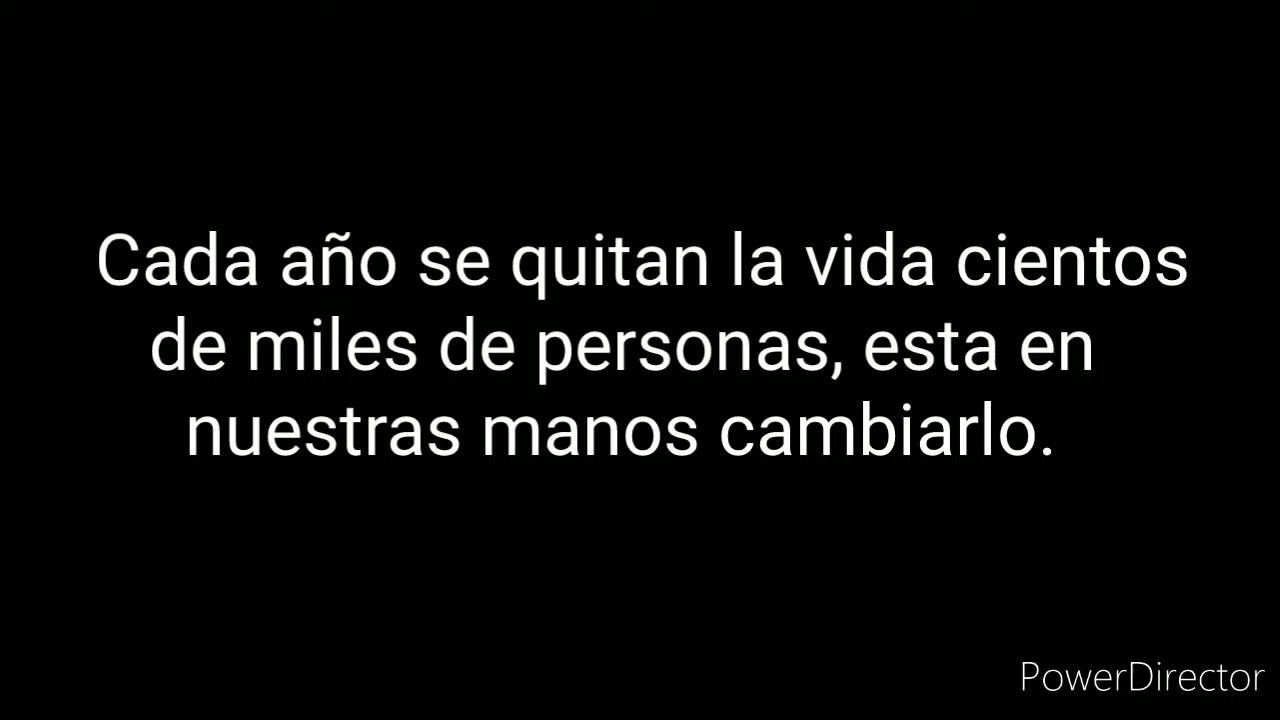 Cada año se quitan la vida cientos
de miles de personas, esta en
nuestras manos cambiarlo.
PowerDirector